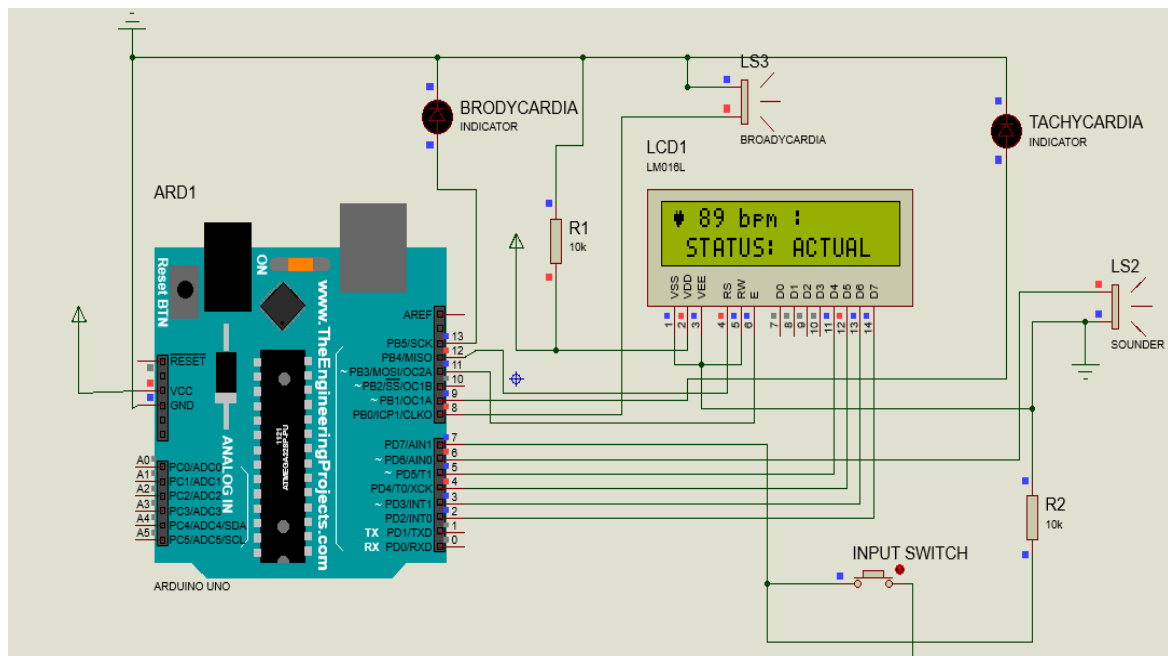 LS3
BRODYCARDIA
INDICATOR
BROADYCARDIA
TACHYCARDIA
INDICATOR
LCD1
LM016L
89 bpm :
STATUS: ACTUAL
VSS
VDD
VEE
RS
RW
E
D0
D1
D2
D3
D4
D5
D6
D7
1
2
3
4
5
6
7
8
9
10
11
12
13
14
R1
10k
LS2
SOUNDER
ARD1
Reset BTN
ON
www.TheEngineeringProjects.com
ANALOG IN
1121
ATMEGA328P-PU
RESET
VCC
GND
A0 PC0/ADC0
A1 PC1/ADC1
A2 PC2/ADC2
A3 PC3/ADC3
A4 PC4/ADC4/SDA
A5 PC5/ADC5/SCL
AREF
PB5/SCK 13
PB4/MISO 12
~PB3/MOSI/OC2A 11
~PB2/SS/OC1B 10
~PB1/OC1A 9
PB0/ICP1/CLKO 8
PD7/AIN1 7
~PD6/AIN0 6
~PD5/T1 5
PD4/T0/XCK 4
~PD3/INT1 3
PD2/INT0 2
TX PD1/TXD 1
RX PD0/RXD 0
ARDUINO UNO
R2
10k
INPUT SWITCH